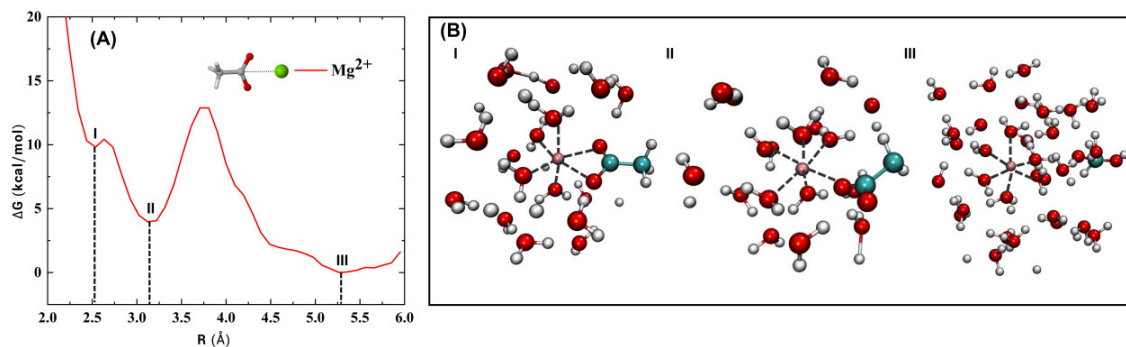 (A)
Mg2+
I
II
III
20
15
10
5
0
ΔG (kcal/mol)
2.0 2.5 3.0 3.5 4.0 4.5 5.0 5.5 6.0
R (Å)
(B)
I II III